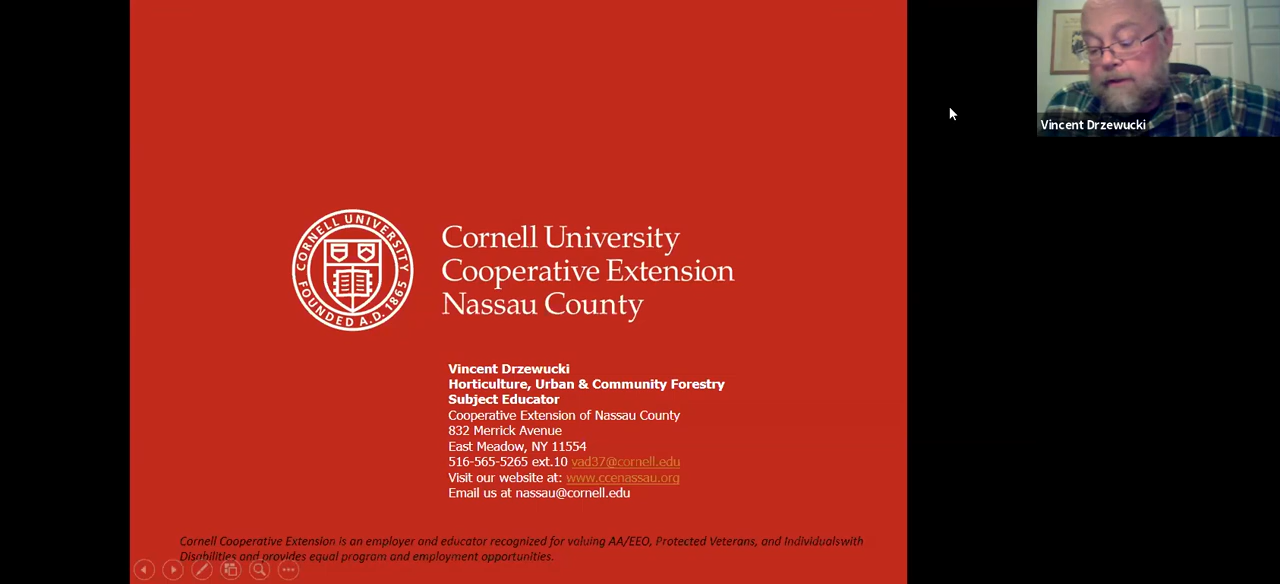 CORNELL UNIVERSITY
FOUNDED A.D. 1865
Cornell University
Cooperative Extension
Nassau County
Vincent Drzewucki
Horticulture, Urban & Community Forestry
Subject Educator
Cooperative Extension of Nassau County
832 Merrick Avenue
East Meadow, NY 11554
516-565-5265 ext.10 vad37@cornell.edu
Visit our website at: www.ccenassau.org
Email us at nassau@cornell.edu
Cornell Cooperative Extension is an employer and educator recognized for valuing AA/EEO, Protected Veterans, and Individualswith
Disabilities and provides equal program and employment opportunities.
Vincent Drzewucki